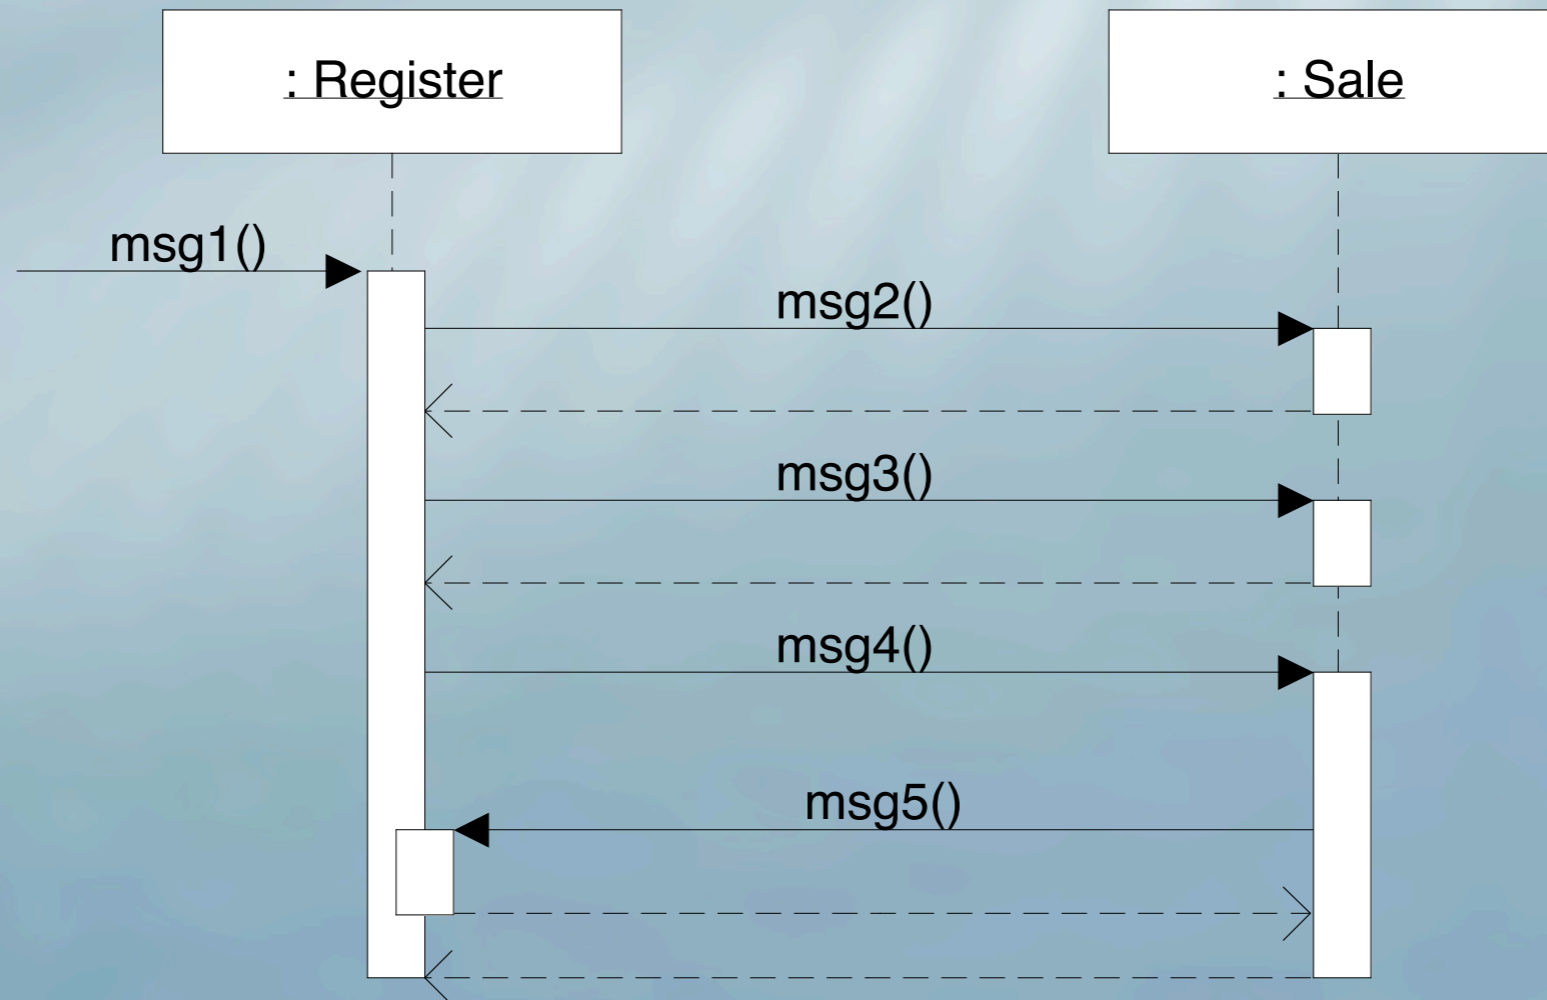 : Register
: Sale
msg1()
msg2()
msg3()
msg4()
msg5()